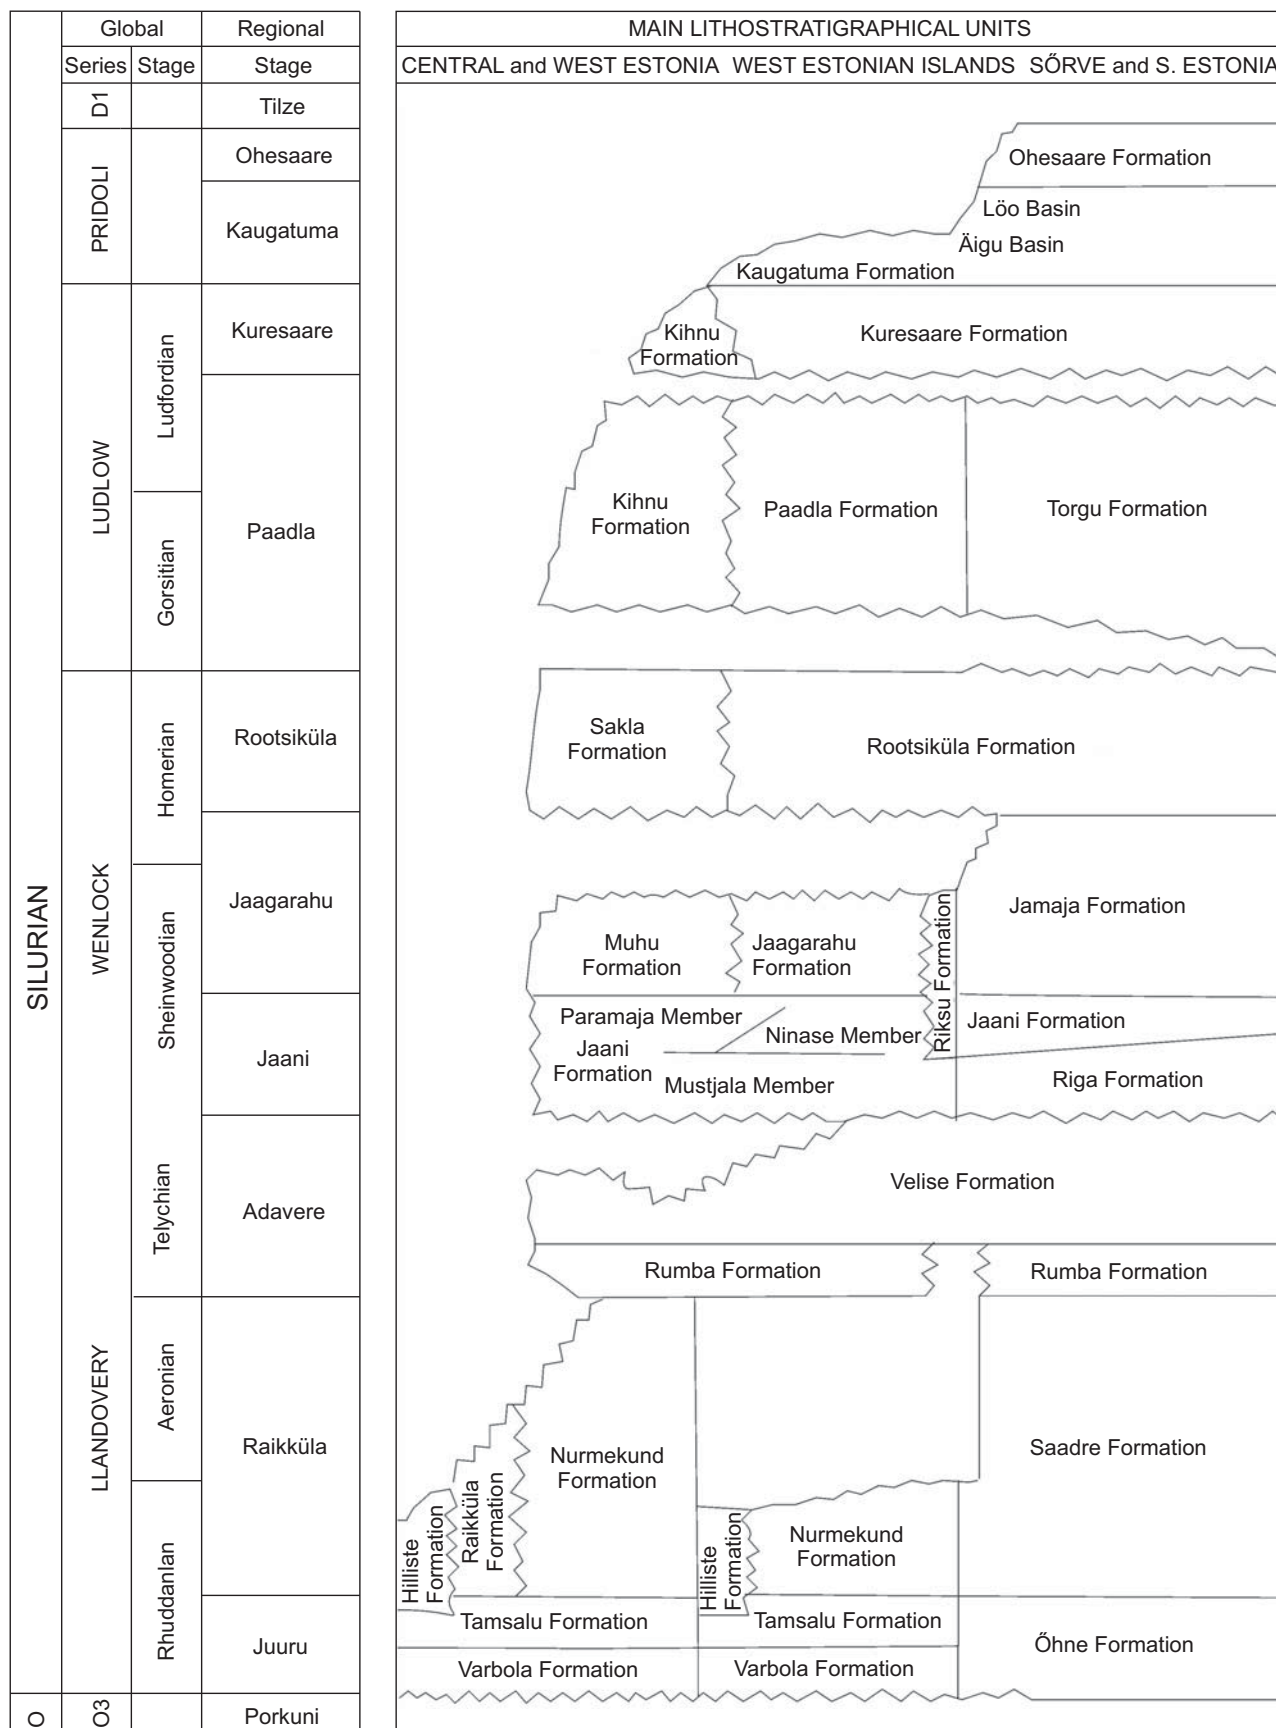 Global
Regional
MAIN LITHOSTRATIGRAPHICAL UNITS
Series
Stage
Stage
CENTRAL and WEST ESTONIA
WEST ESTONIAN ISLANDS
SŐRVE and S. ESTONIA
SILURIAN
O
D1
PRIDOLI
LUDLOW
WENLOCK
LLANDOVERY
O3
Ludfordian
Gorsitian
Homerian
Sheinwoodian
Telychian
Aeronian
Rhuddanlan
Tilze
Ohesaare
Kaugatuma
Kuresaare
Paadla
Rootsiküla
Jaagarahu
Jaani
Adavere
Raikküla
Juuru
Porkuni
Ohesaare Formation
Löo Basin
Äigu Basin
Kaugatuma Formation
Kihnu
Formation
Kuresaare Formation
Kihnu
Formation
Paadla Formation
Torgu Formation
Sakla
Formation
Rootsiküla Formation
Muhu
Formation
Jaagarahu
Formation
Riksu Formation
Jamaja Formation
Paramaja Member
Ninase Member
Jaani
Formation
Mustjala Member
Jaani Formation
Riga Formation
Velise Formation
Rumba Formation
Rumba Formation
Hilliste
Formation
Raikküla
Formation
Nurmekund
Formation
Hilliste
Formation
Nurmekund
Formation
Saadre Formation
Tamsalu Formation
Tamsalu Formation
Őhne Formation
Varbola Formation
Varbola Formation